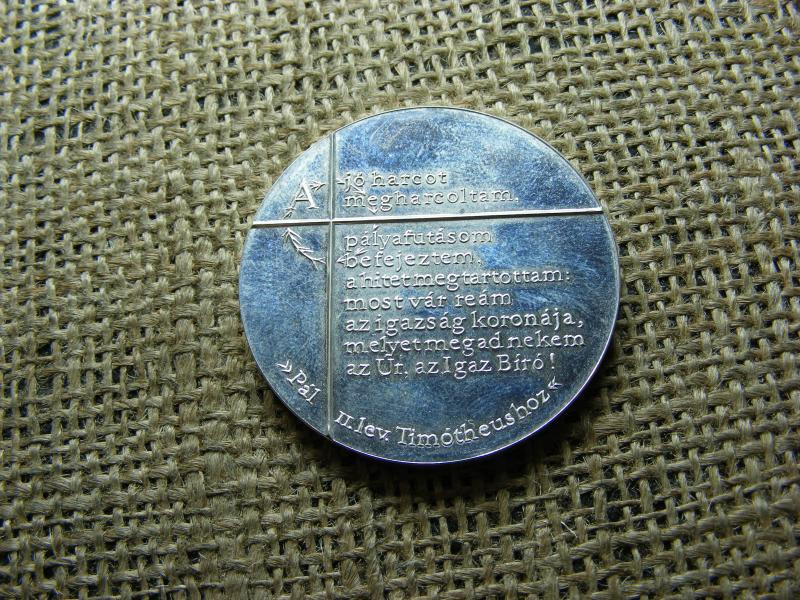 A jó harcot
megharcoltam,
pályafutásom
befejeztem,
a hitet megtartottam:
most vár reám
az igazság koronája,
melyet megad nekem
az Úr, az Igaz Bíró!
»Pál II. lev. Timótheushoz«